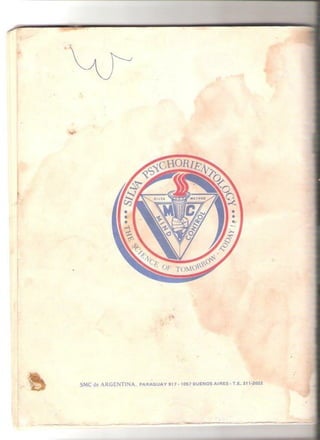 SILVA PSYCHORIENTOLOGY
SILVA METHOD
M C
MIND CONTROL
THE SCIENCE OF TOMORROW - TODAY!
SMC de ARGENTINA, PARAGUAY 917 - 1057 BUENOS AIRES - T.E. 311-